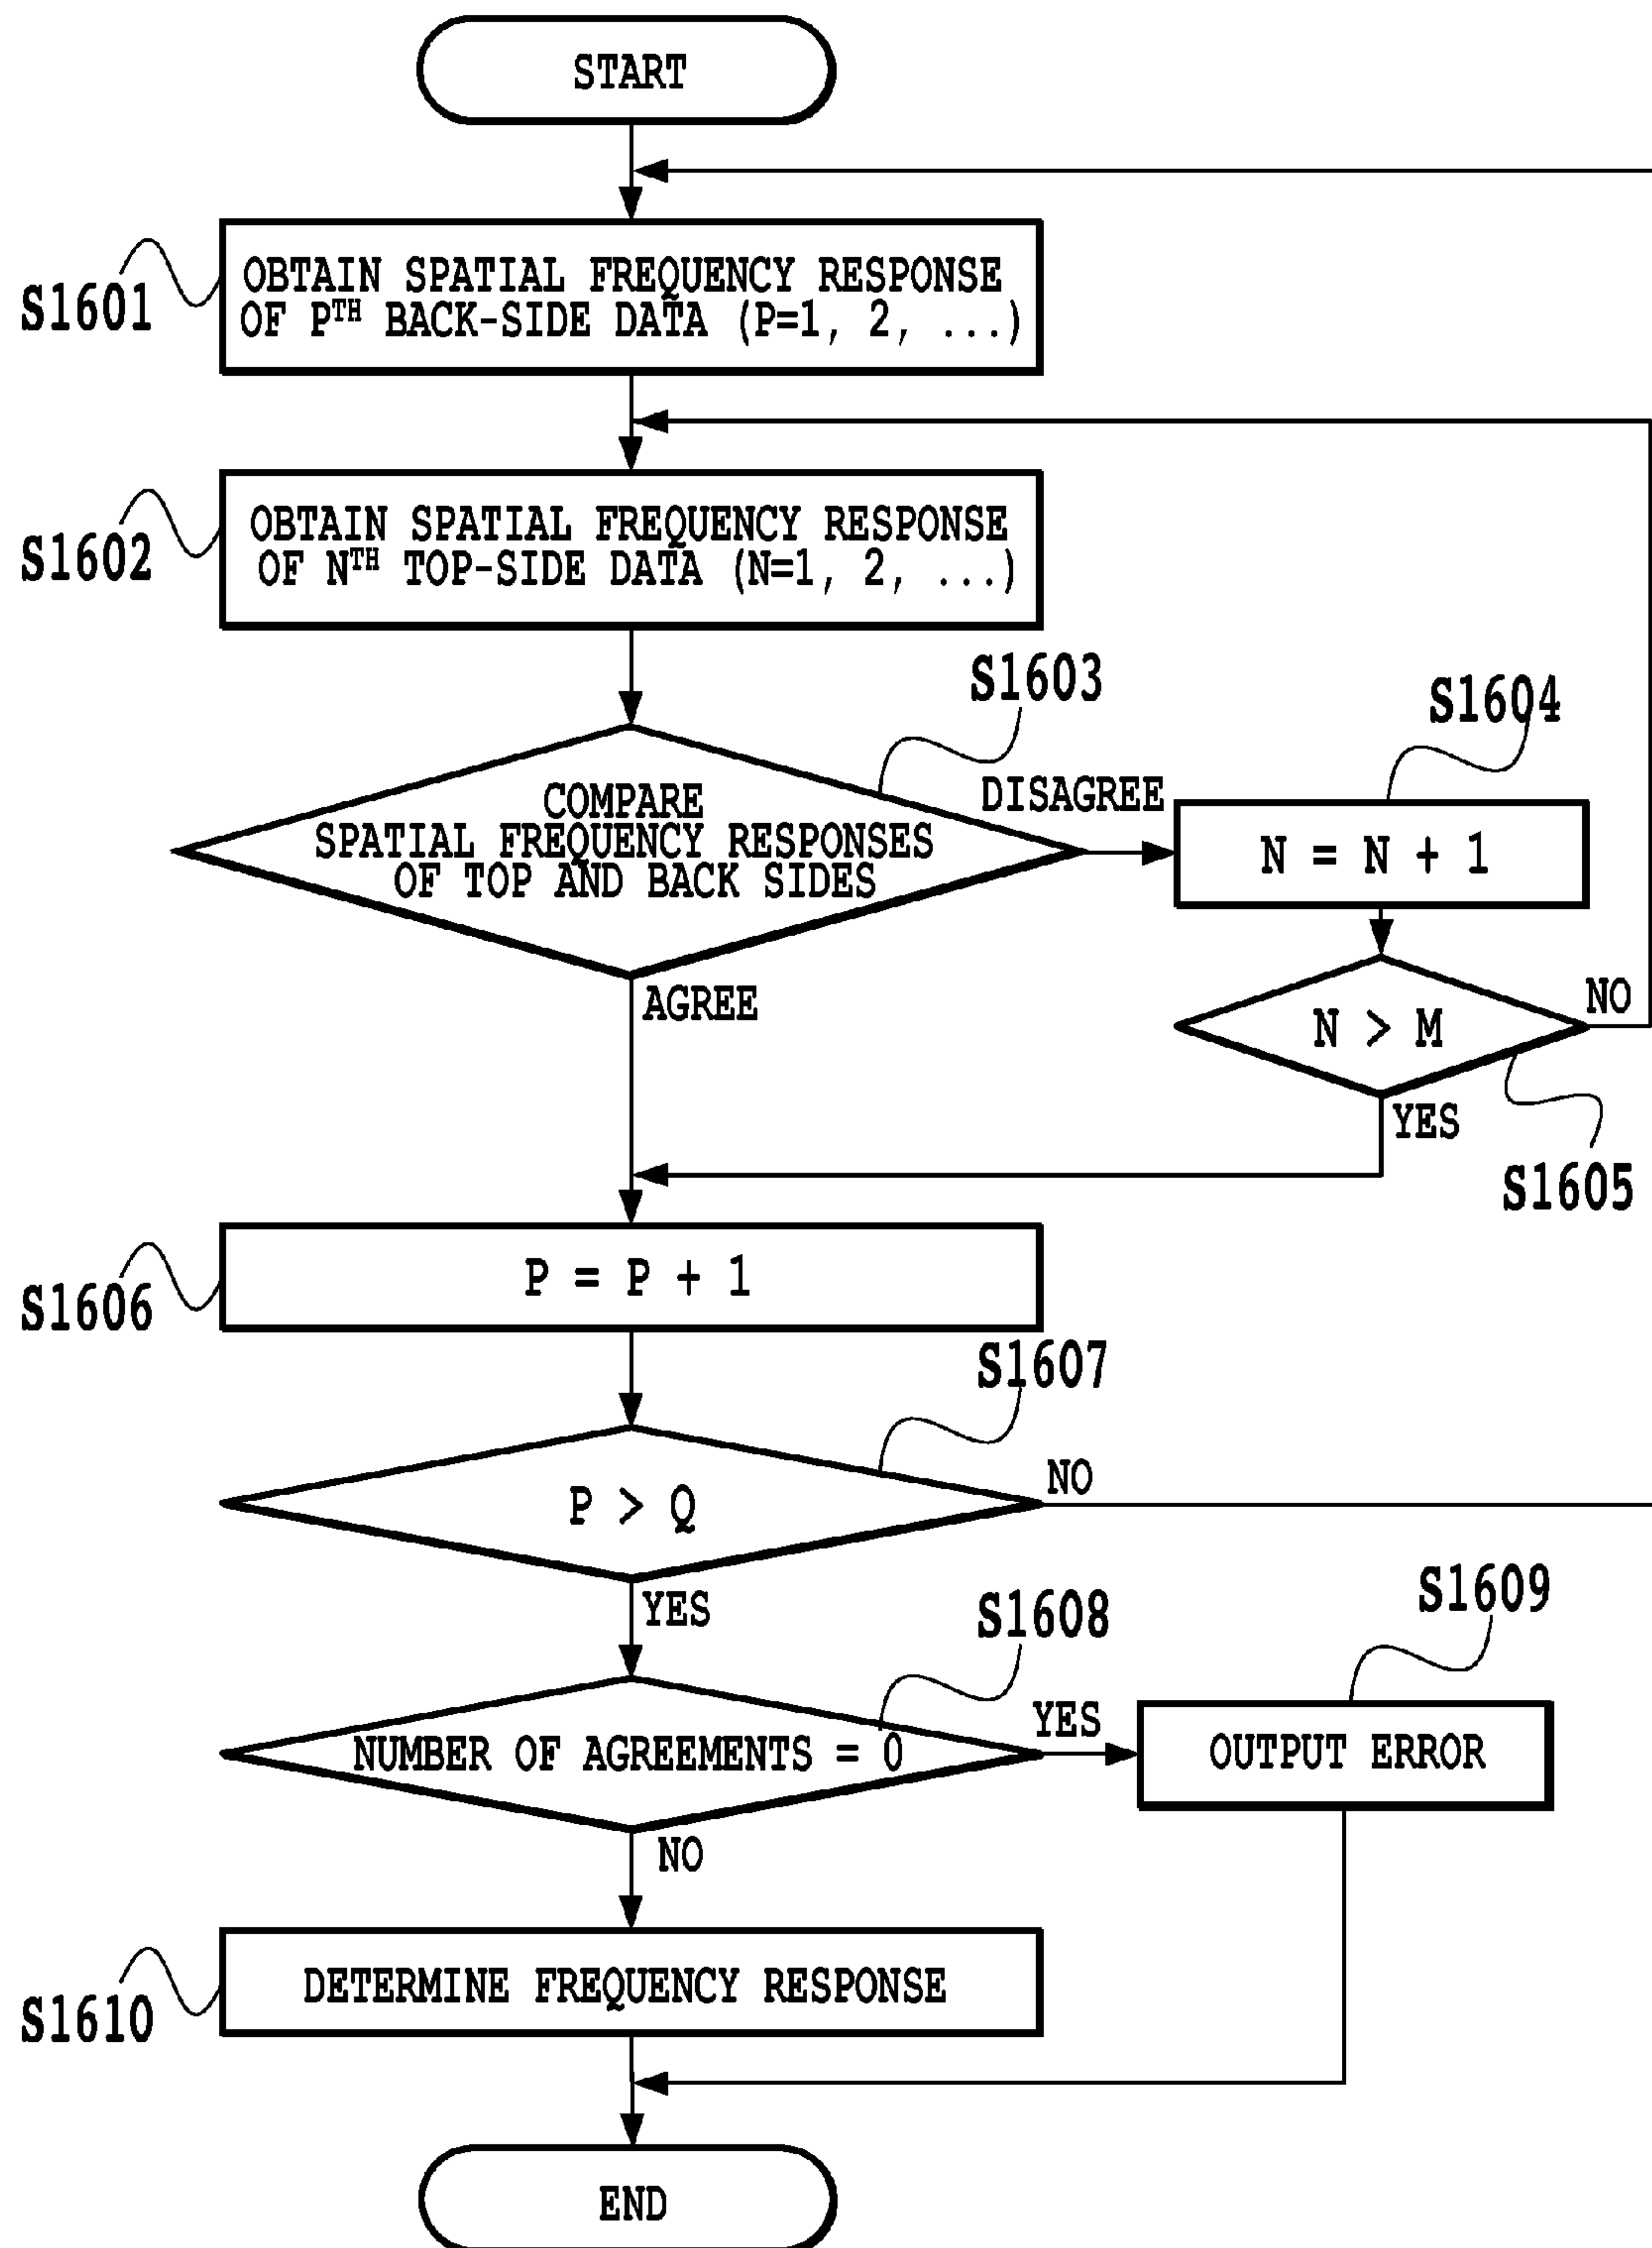 START
S1601
OBTAIN SPATIAL FREQUENCY RESPONSE
OF PTH BACK-SIDE DATA (P=1, 2, ...)
S1602
OBTAIN SPATIAL FREQUENCY RESPONSE
OF NTH TOP-SIDE DATA (N=1, 2, ...)
S1603
COMPARE
SPATIAL FREQUENCY RESPONSES
OF TOP AND BACK SIDES
DISAGREE
S1604
N = N + 1
AGREE
N > M
NO
YES
S1605
S1606
P = P + 1
S1607
P > Q
NO
YES
S1608
NUMBER OF AGREEMENTS = 0
YES
S1609
OUTPUT ERROR
NO
S1610
DETERMINE FREQUENCY RESPONSE
END